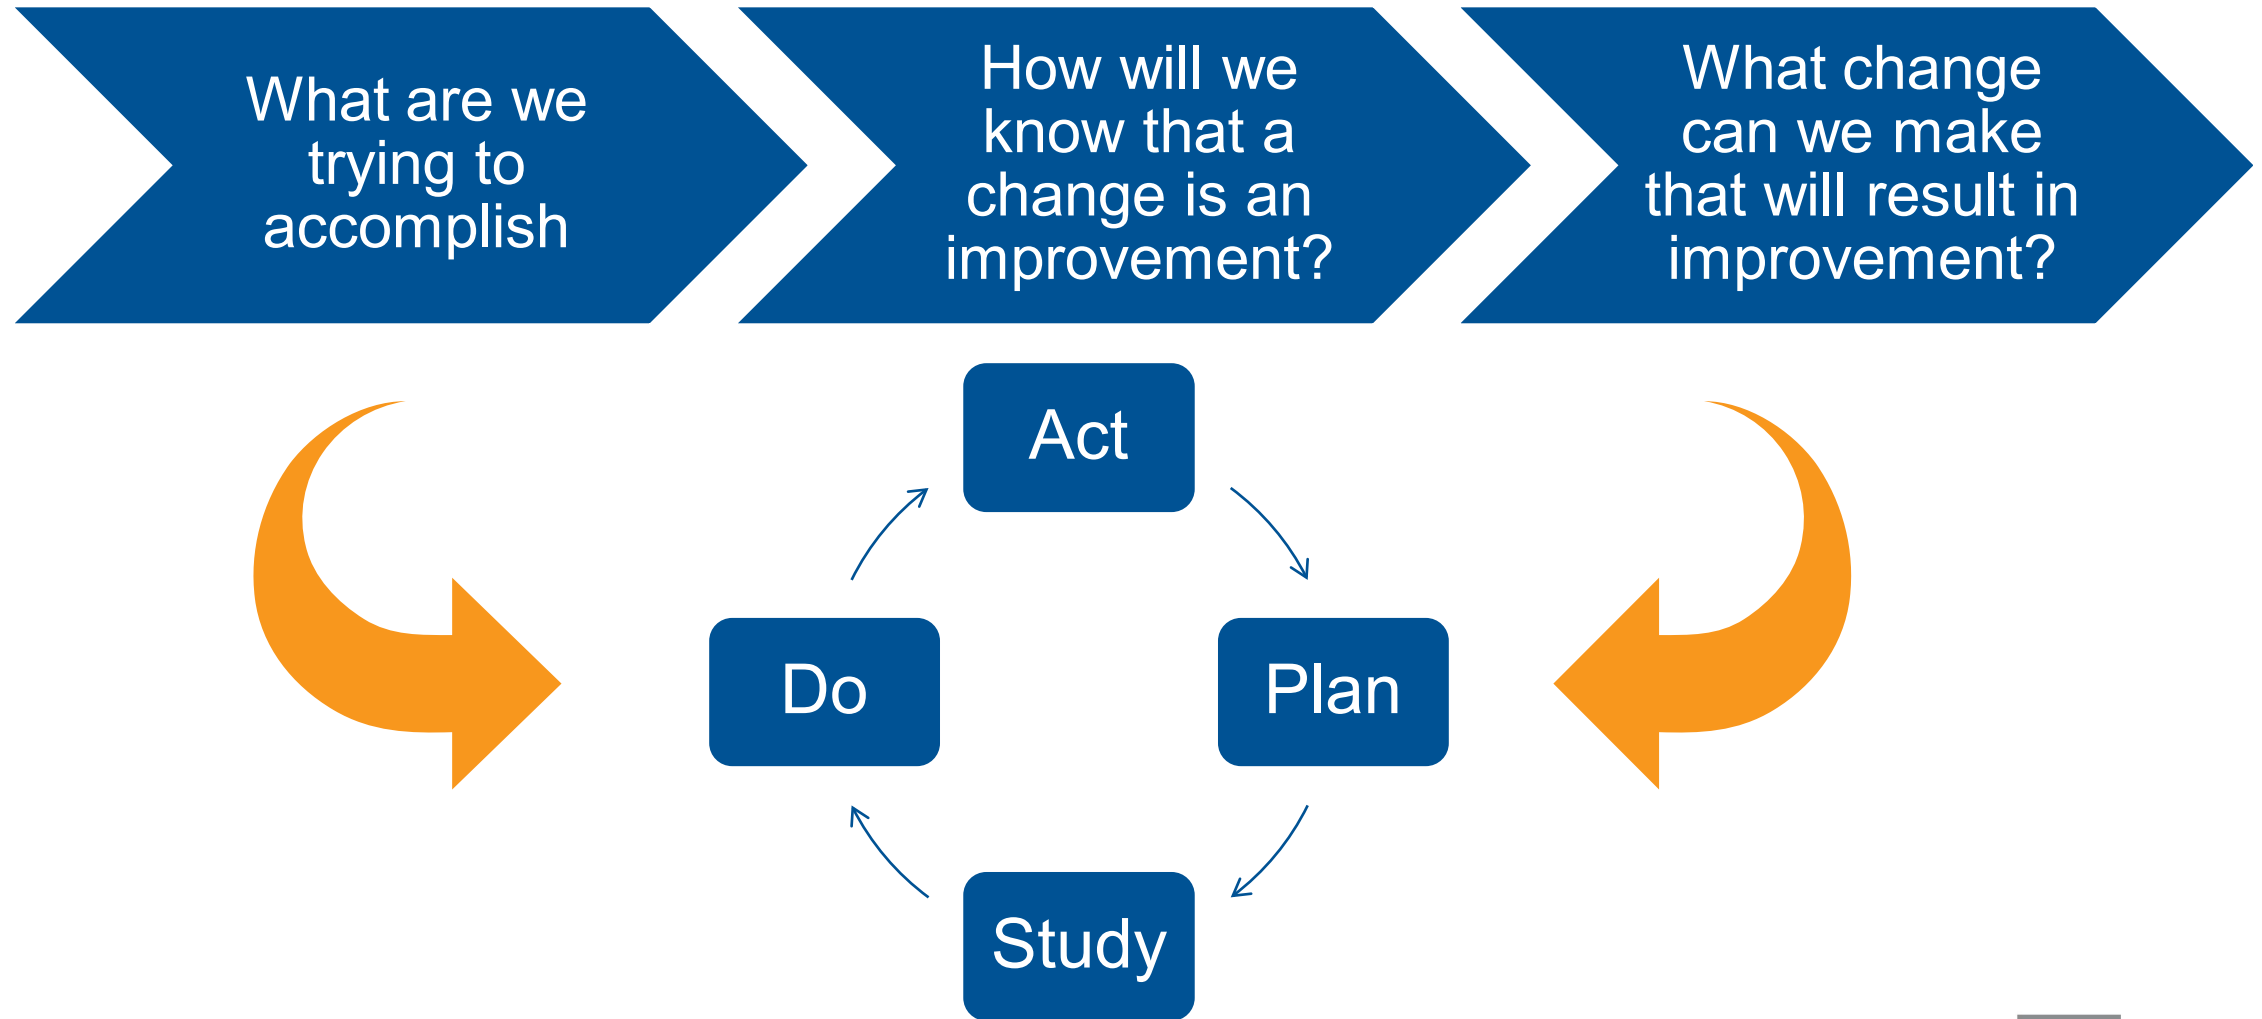 What are we
trying to
accomplish
How will we
know that a
change is an
improvement?
What change
can we make
that will result in
improvement?
Act
Do
Plan
Study